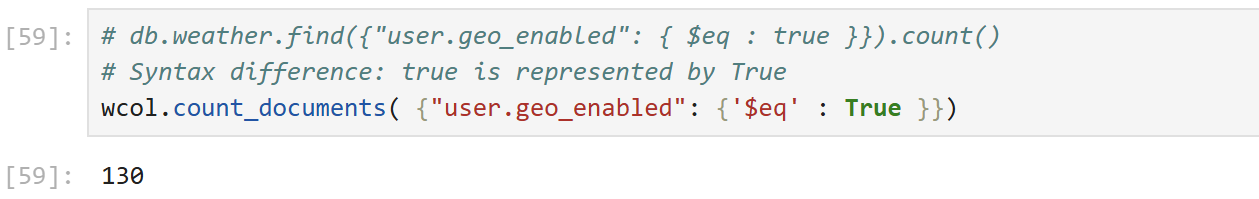 [59]: # db.weather.find({"user.geo_enabled": { $eq : true }}).count()
# Syntax difference: true is represented by True
wcol.count_documents( {"user.geo_enabled": {'$eq' : True }})
[59]: 130